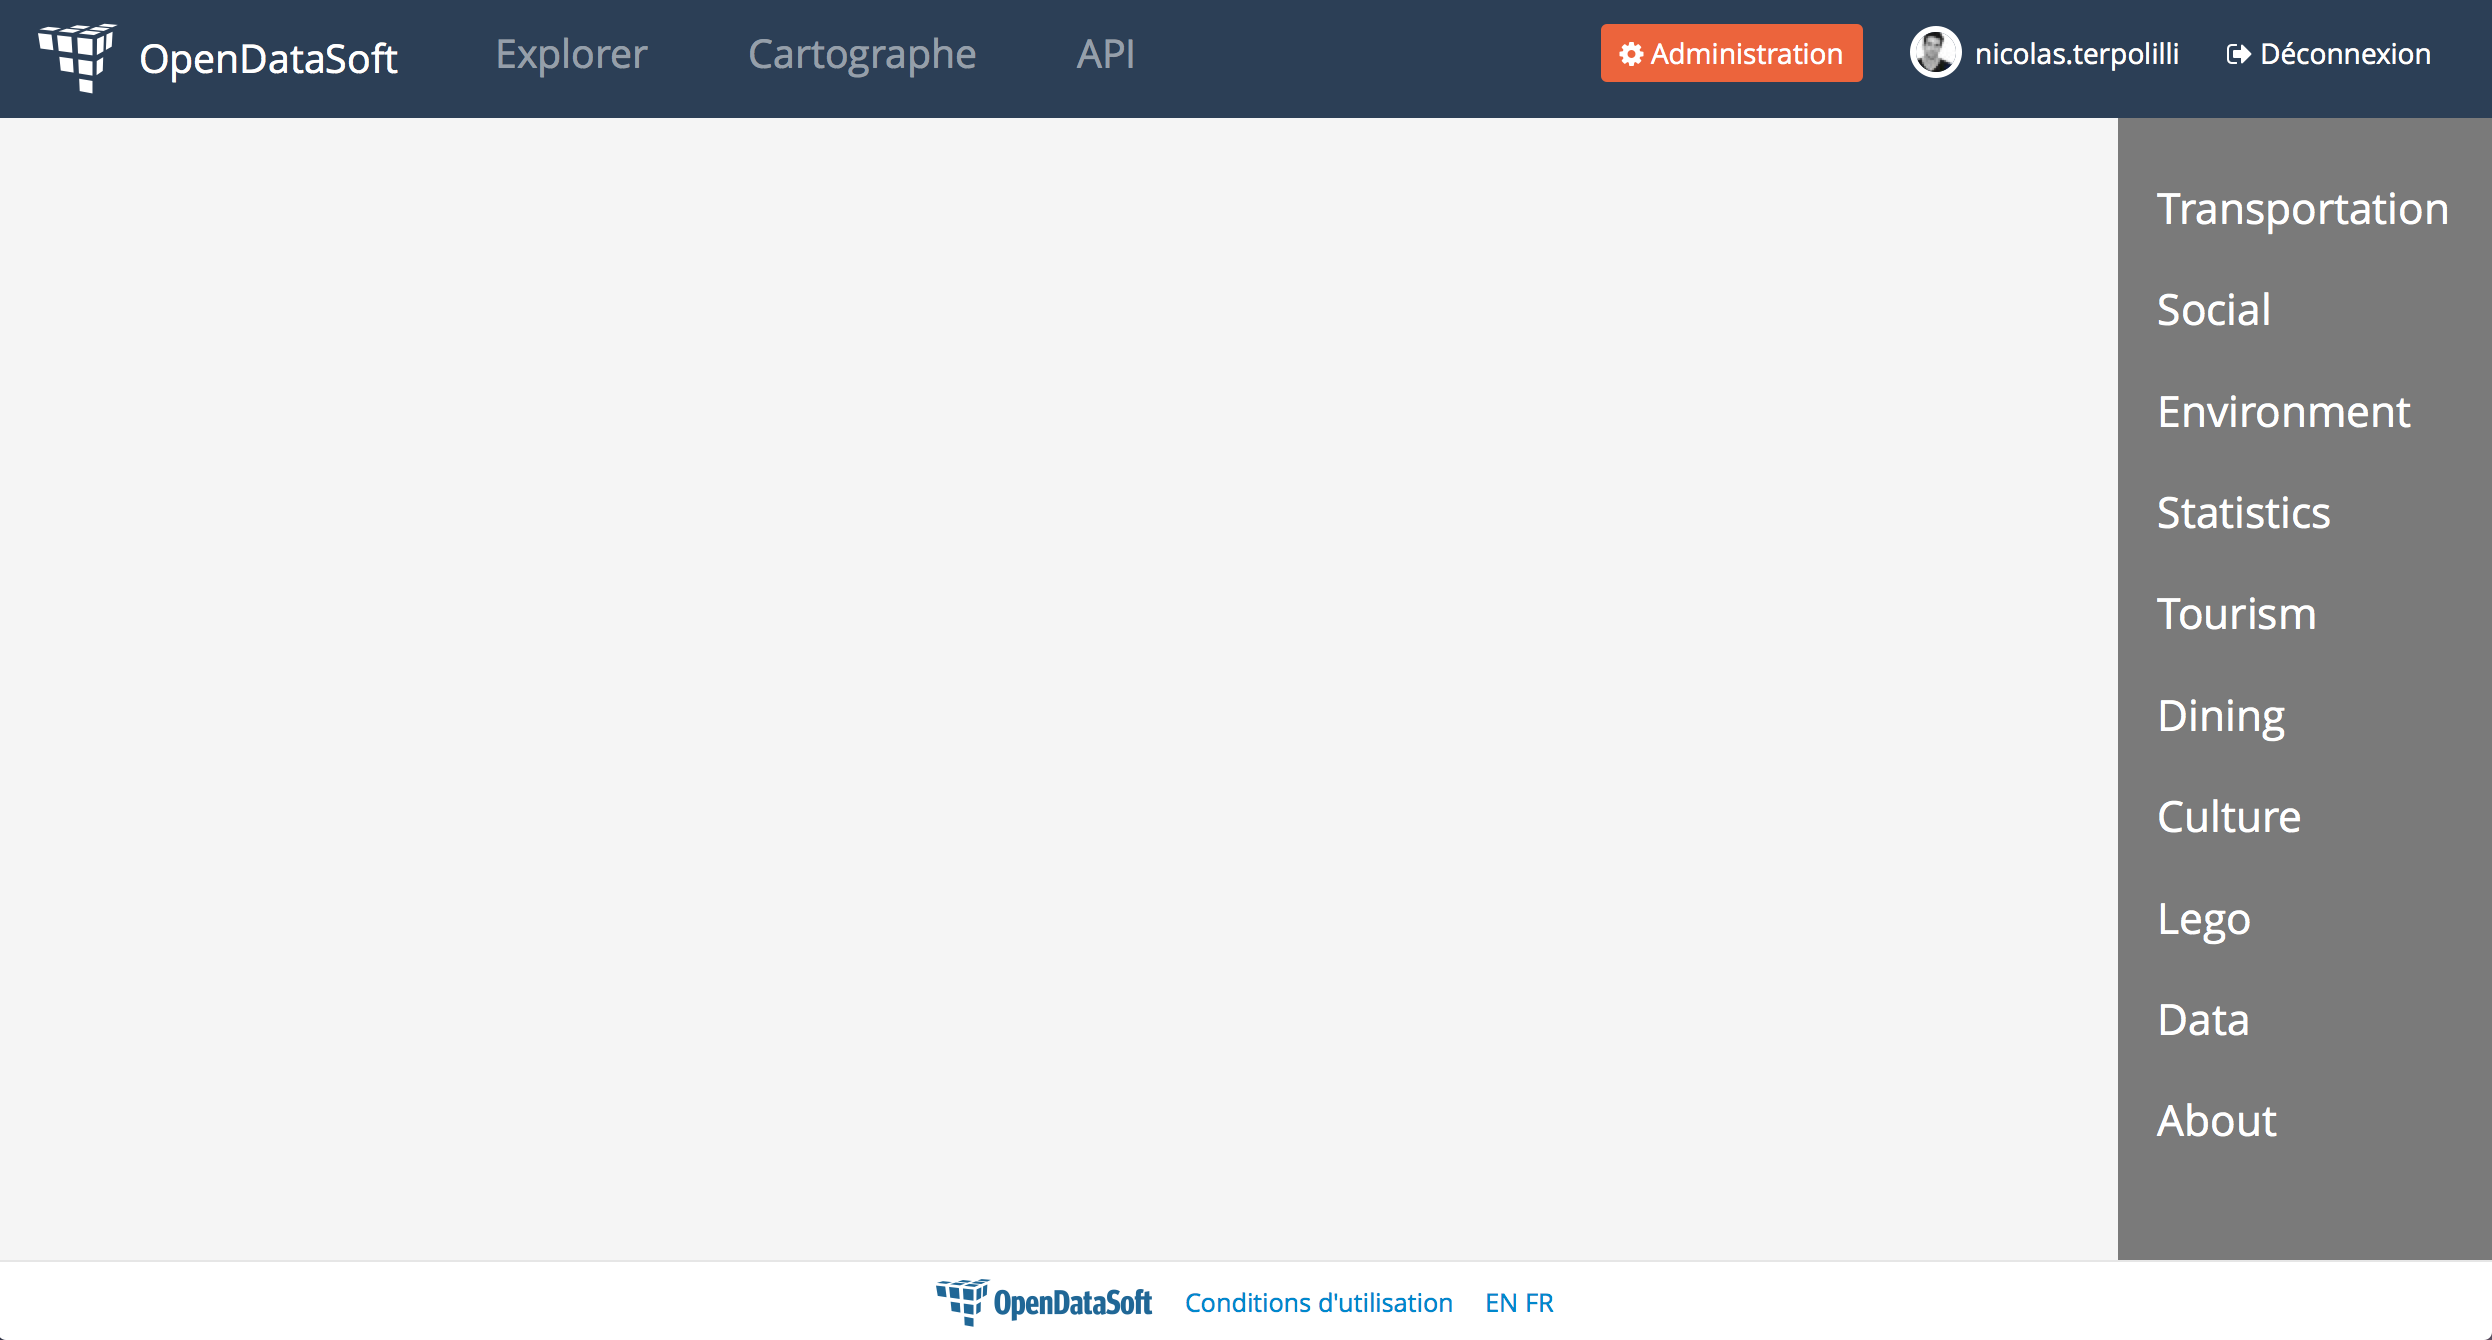 OpenDataSoft Explorer Cartographe API Administration nicolas.terpolilli Déconnexion
Transportation
Social
Environment
Statistics
Tourism
Dining
Culture
Lego
Data
About
OpenDataSoft Conditions d'utilisation EN FR